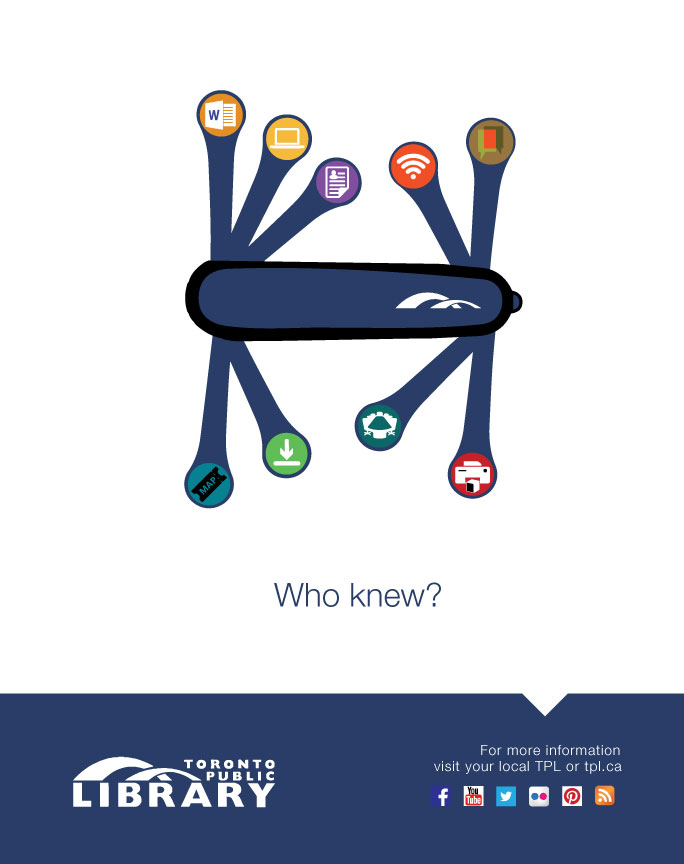 W
MAP
Who knew?
TORONTO
PUBLIC
LIBRARY
For more information
visit your local TPL or tpl.ca
f
You
Tube